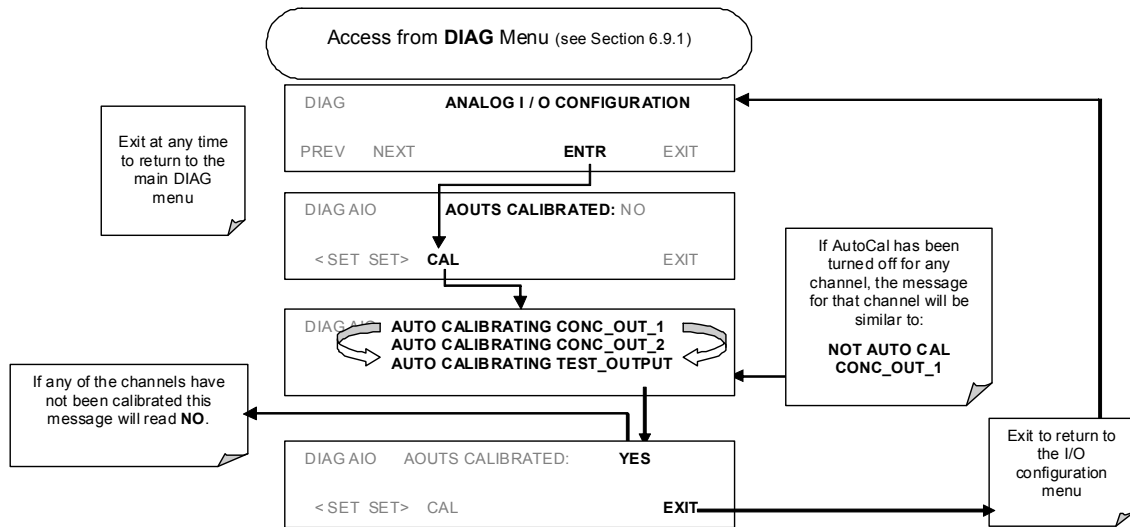 Access from DIAG Menu (see Section 6.9.1)
DIAG ANALOG I / O CONFIGURATION
PREV NEXT ENTR EXIT
Exit at any time
to return to the
main DIAG
menu
DIAG AIO AOUTS CALIBRATED: NO
< SET SET> CAL EXIT
If AutoCal has been
turned off for any
channel, the message
for that channel will be
similar to:
NOT AUTO CAL
CONC_OUT_1
DIAG AIO AUTO CALIBRATING CONC_OUT_1
AUTO CALIBRATING CONC_OUT_2
AUTO CALIBRATING TEST_OUTPUT
If any of the channels have
not been calibrated this
message will read NO.
DIAG AIO AOUTS CALIBRATED: YES
< SET SET> CAL EXIT
Exit to return to
the I/O
configuration
menu